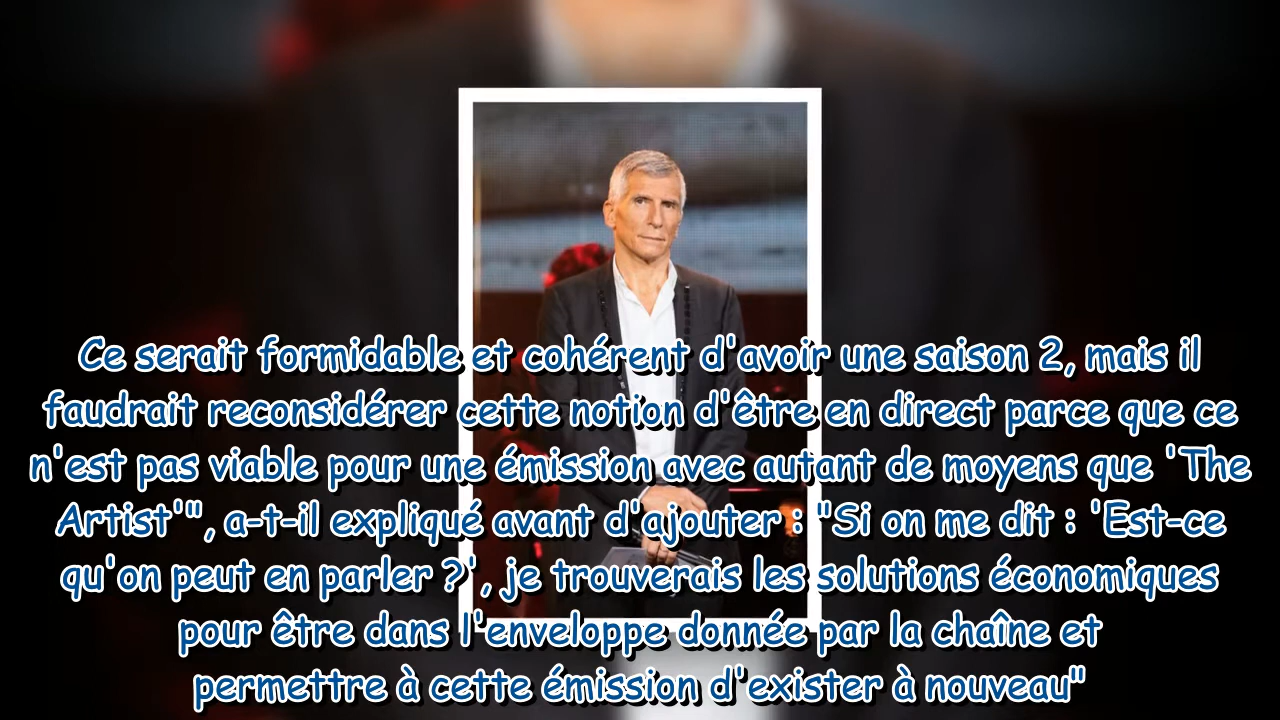 Ce serait formidable et cohérent d'avoir une saison 2, mais il
faudrait reconsidérer cette notion d'être en direct parce que ce
n'est pas viable pour une émission avec autant de moyens que 'The
Artist'", a-t-il expliqué avant d'ajouter : "Si on me dit : 'Est-ce
qu'on peut en parler ?', je trouverais les solutions économiques
pour être dans l'enveloppe donnée par la chaîne et
permettre à cette émission d'exister à nouveau"